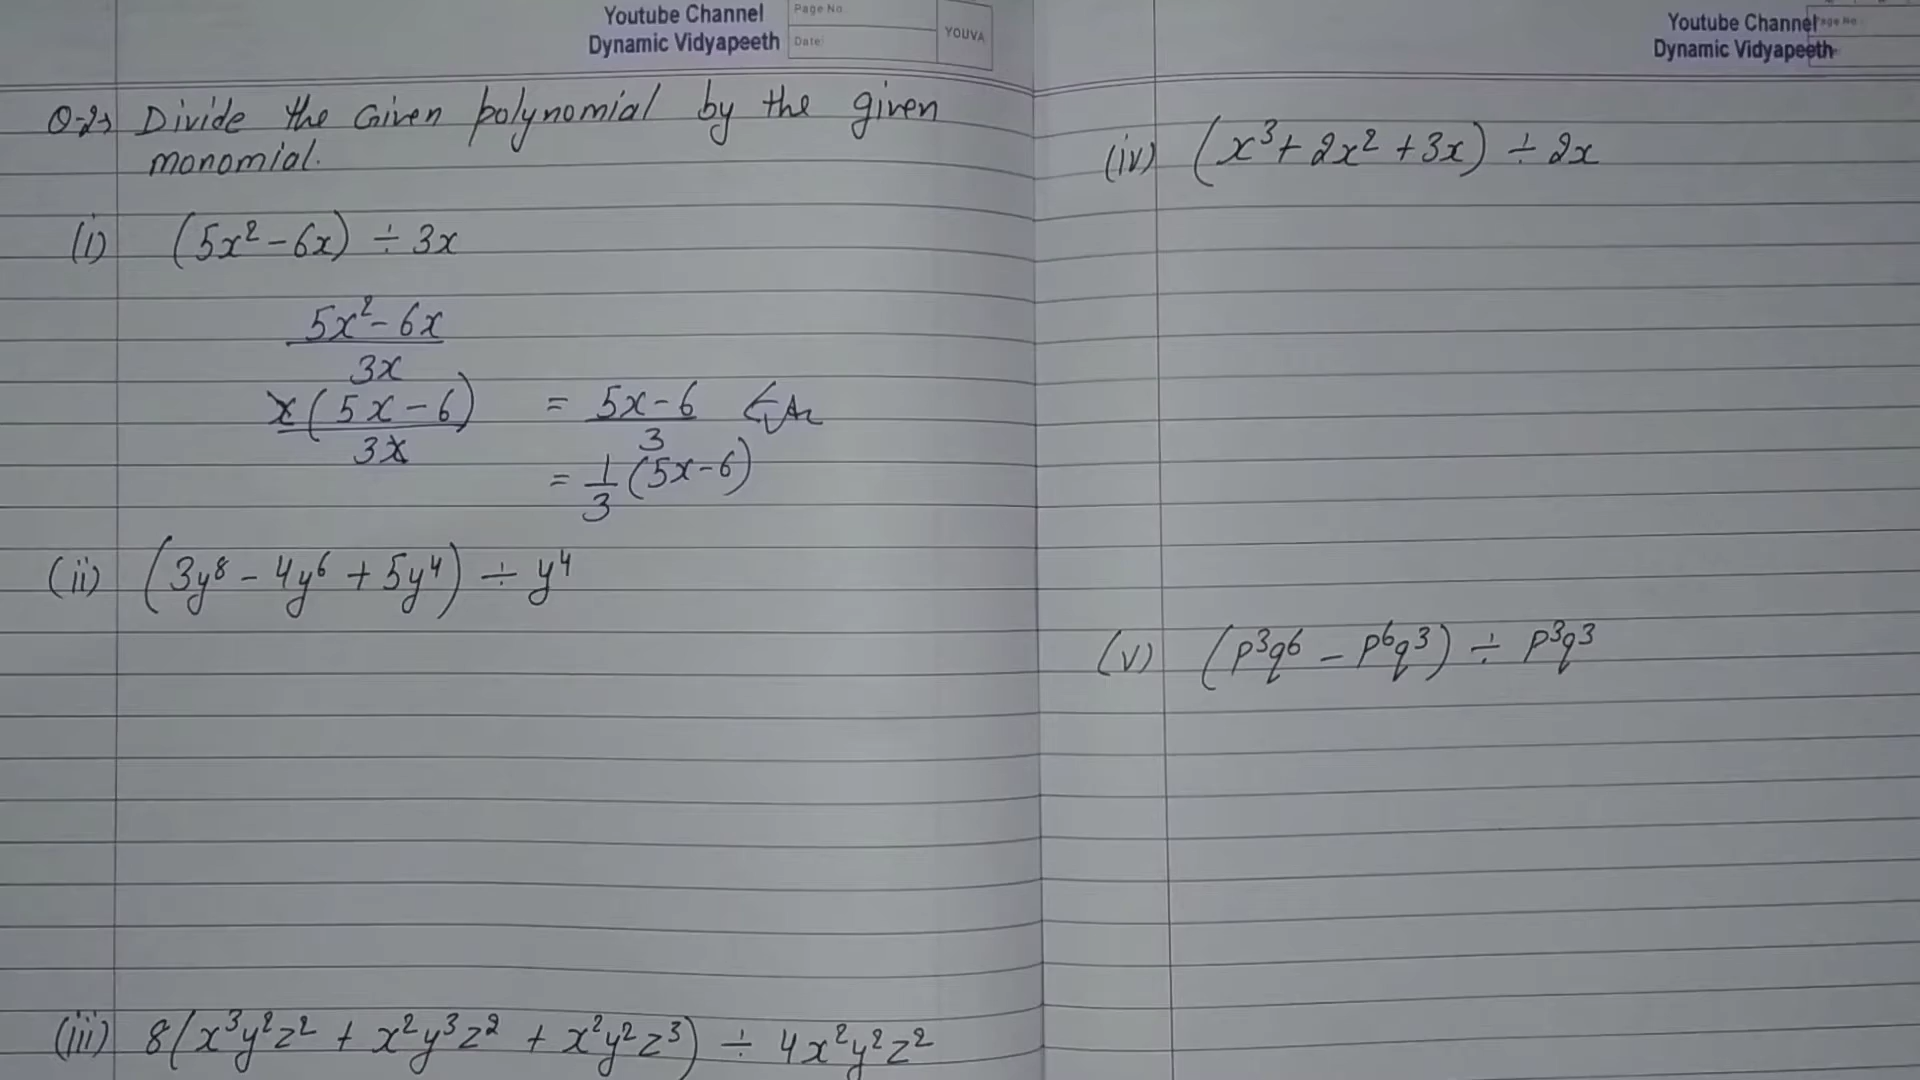 Youtube Channel
Dynamic Vidyapeeth
Page No.
Date:
YOUVA
Q-2) Divide the Given polynomial by the given
monomial.
(i) (5x² - 6x) ÷ 3x
5x² - 6x
3x
x(5x - 6)
3x
= 5x - 6
3
= 1/3 (5x - 6)
(ii) (3y⁸ - 4y⁶ + 5y⁴) ÷ y⁴
(iii) 8(x³y²z² + x²y³z² + x²y²z³) ÷ 4x²y²z²
Youtube Channel
Dynamic Vidyapeeth
(iv) (x³ + 2x² + 3x) ÷ 2x
(v) (p³q⁶ - p⁶q³) ÷ p³q³